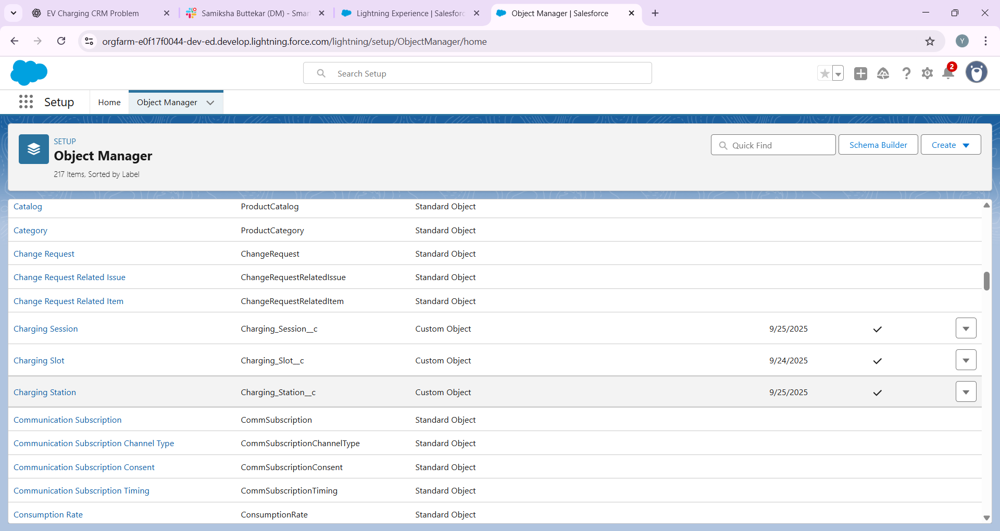 EV Charging CRM Problem
Samiksha Buttekar (DM) - Smar
Lightning Experience | Salesforc
Object Manager | Salesforce
orgfarm-e0f17f0044-dev-ed.develop.lightning.force.com/lightning/setup/ObjectManager/home
Y
Search Setup
2
Setup
Home
Object Manager
SETUP
Object Manager
217 Items, Sorted by Label
Quick Find
Schema Builder
Create
Catalog ProductCatalog Standard Object
Category ProductCategory Standard Object
Change Request ChangeRequest Standard Object
Change Request Related Issue ChangeRequestRelatedIssue Standard Object
Change Request Related Item ChangeRequestRelatedItem Standard Object
Charging Session Charging_Session__c Custom Object 9/25/2025
Charging Slot Charging_Slot__c Custom Object 9/24/2025
Charging Station Charging_Station__c Custom Object 9/25/2025
Communication Subscription CommSubscription Standard Object
Communication Subscription Channel Type CommSubscriptionChannelType Standard Object
Communication Subscription Consent CommSubscriptionConsent Standard Object
Communication Subscription Timing CommSubscriptionTiming Standard Object
Consumption Rate ConsumptionRate Standard Object